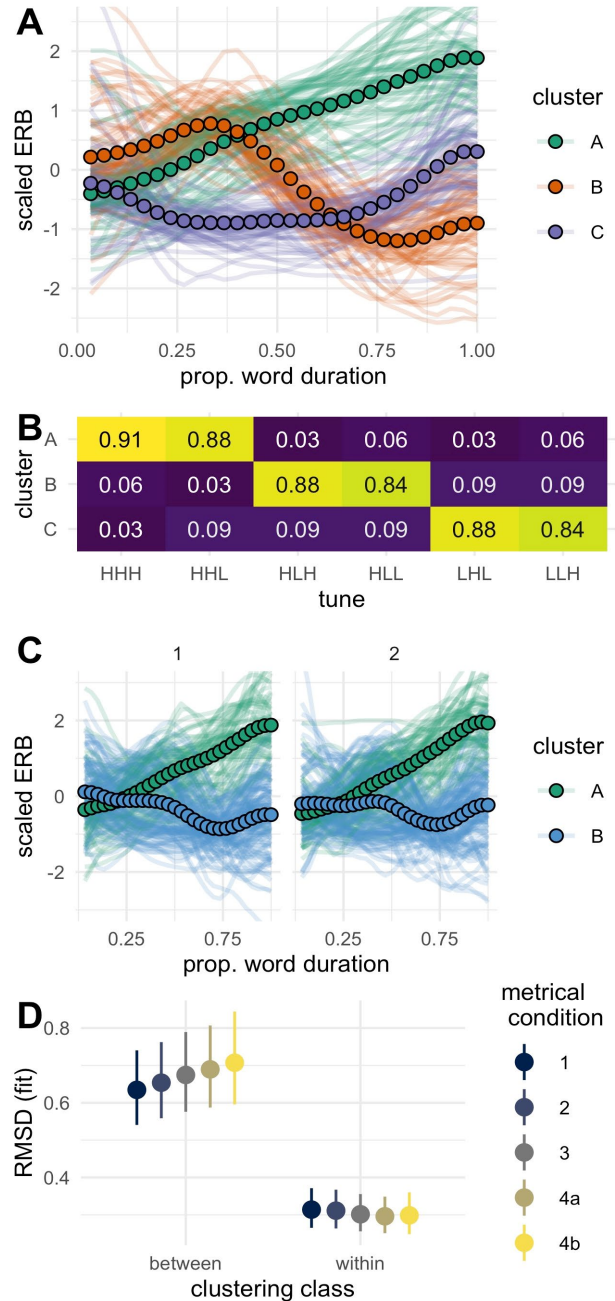 A
2
1
0
-1
-2
scaled ERB
0.00 0.25 0.50 0.75 1.00
prop. word duration
cluster
A
B
C
B
cluster
A 0.91 0.88 0.03 0.06 0.03 0.06
B 0.06 0.03 0.88 0.84 0.09 0.09
C 0.03 0.09 0.09 0.09 0.88 0.84
HHH HHL HLH HLL LHL LLH
tune
C
1 2
2
0
-2
scaled ERB
0.25 0.75 0.25 0.75
prop. word duration
cluster
A
B
D
0.8
0.6
0.4
RMSD (fit)
between within
clustering class
metrical
condition
1
2
3
4a
4b